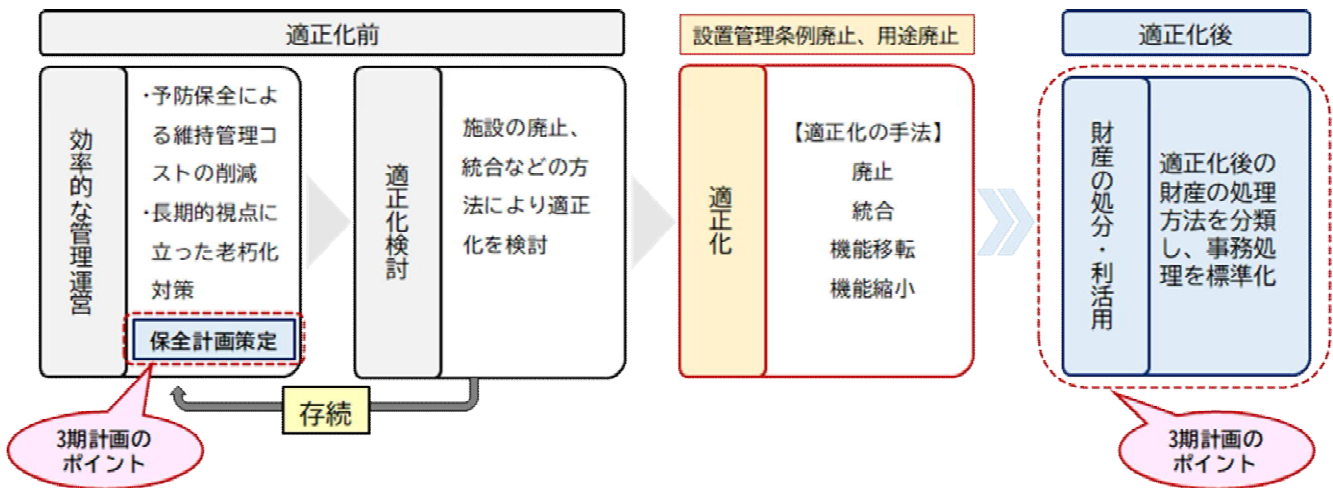 適正化前
効率的な管理運営
・予防保全によ
る維持管理コ
ストの削減
・長期的視点に
立った老朽化
対策
保全計画策定
適正化検討
施設の廃止、
統合などの方
法により適正
化を検討
存続
3期計画の
ポイント
設置管理条例廃止、用途廃止
適正化
【適正化の手法】
廃止
統合
機能移転
機能縮小
適正化後
財産の処分・利活用
適正化後の
財産の処理
方法を分類
し、事務処
理を標準化
3期計画の
ポイント